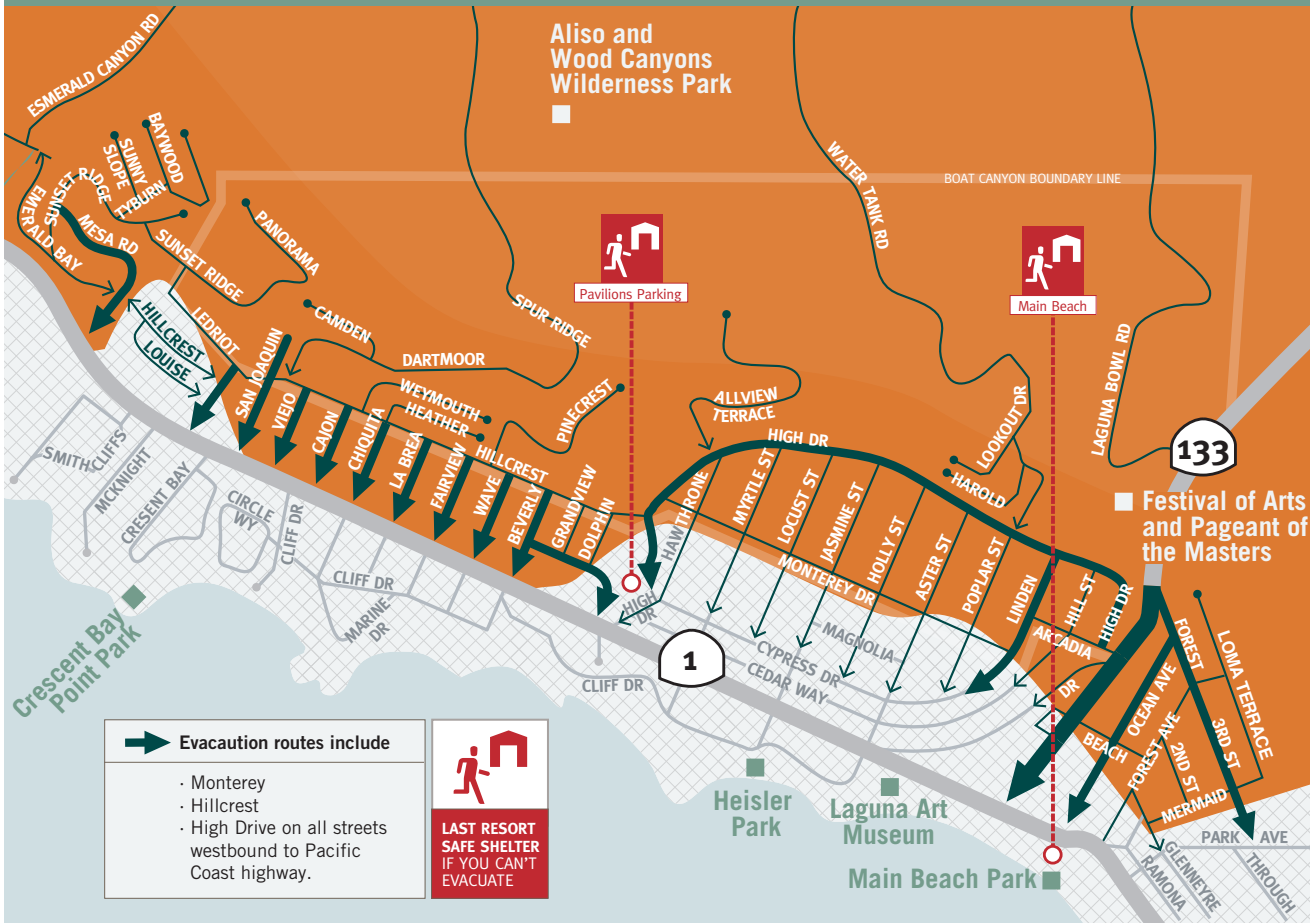 ESMERALD CANYON RD
Aliso and
Wood Canyons
Wilderness Park
BAYWOOD
SUNNY
SLOPE
SUNSET RIDGE
TYBURN
EMERALD BAY
MESA RD
SUNSET RIDGE
PANORAMA
WATER TANK RD
BOAT CANYON BOUNDARY LINE
Pavilions Parking
Main Beach
SPUR RIDGE
LAGUNA BOWL RD
HILLCREST
LOUISE
LEDRIOT
SAN JOAQUIN
CAMDEN
DARTMOOR
VIEJO
CAJON
CHIQUITA
WEYMOUTH
HEATHER
LA BREA
FAIRVIEW
HILLCREST
PINECREST
WAVE
BEVERLY
GRANDVIEW
DOLPHIN
ALLVIEW
TERRACE
HIGH DR
LOOKOUT DR
HAROLD
133
Festival of Arts
and Pageant of
the Masters
HAWTHRONE
MYRTLE ST
LOCUST ST
JASMINE ST
HOLLY ST
ASTER ST
POPLAR ST
LINDEN
HILL ST
HIGH DR
MONTEREY DR
ARCADIA
DR
HIGH
DR
MAGNOLIA
CYPRESS DR
CEDAR WAY
SMITH
CLIFFS
MCKNIGHT
CRESENT BAY
CIRCLE
WY
CLIFF DR
CLIFF DR
MARINE
DR
CLIFF DR
1
FOREST
LOMA TERRACE
OCEAN AVE
BEACH
FOREST AVE
2ND ST
3RD ST
MERMAID
PARK AVE
GLENNEYRE
RAMONA
THROUGH
Crescent Bay
Point Park
Heisler
Park
Laguna Art
Museum
Main Beach Park
Evacaution routes include
· Monterey
· Hillcrest
· High Drive on all streets
westbound to Pacific
Coast highway.
LAST RESORT
SAFE SHELTER
IF YOU CAN'T
EVACUATE